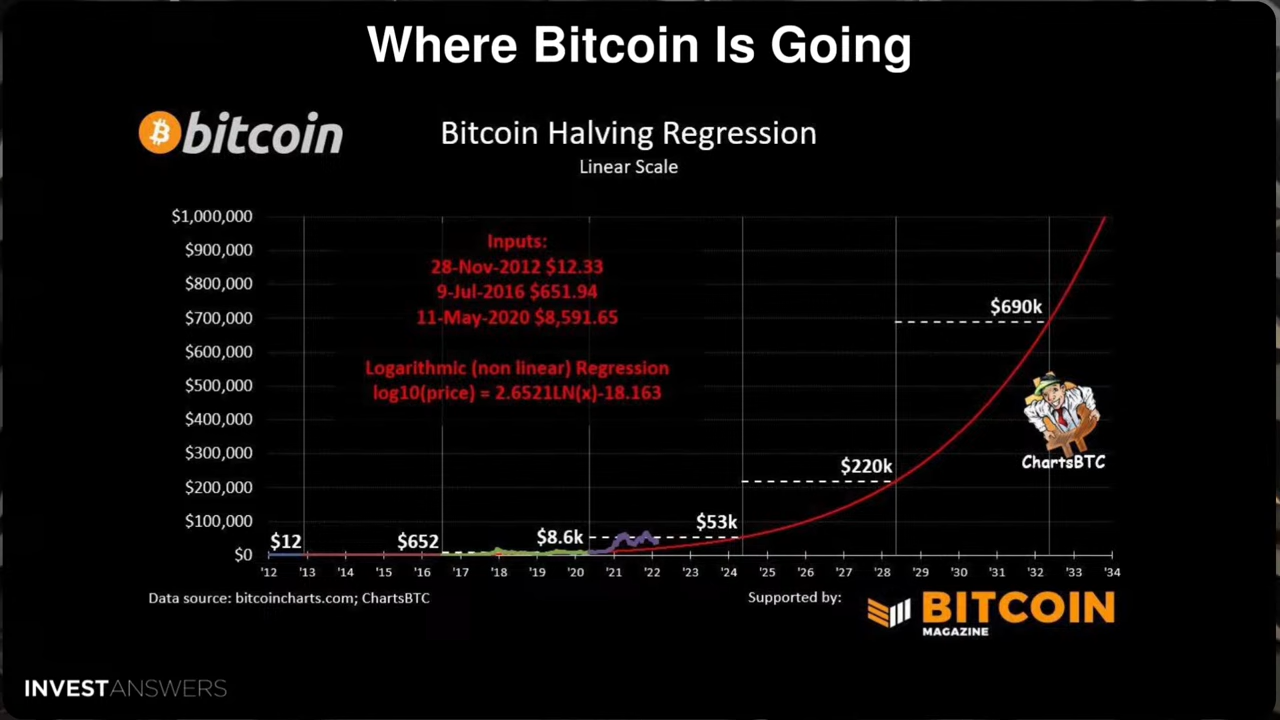 Where Bitcoin Is Going
bitcoin
Bitcoin Halving Regression
Linear Scale
$1,000,000
$900,000
$800,000
$700,000
$600,000
$500,000
$400,000
$300,000
$200,000
$100,000
$0
Inputs:
28-Nov-2012 $12.33
9-Jul-2016 $651.94
11-May-2020 $8,591.65
Logarithmic (non linear) Regression
log10(price) = 2.6521LN(x)-18.163
$12
$652
$8.6k
$53k
$220k
$690k
ChartsBTC
'12 '13 '14 '15 '16 '17 '18 '19 '20 '21 '22 '23 '24 '25 '26 '27 '28 '29 '30 '31 '32 '33 '34
Data source: bitcoincharts.com; ChartsBTC
Supported by:
BITCOIN
MAGAZINE
INVESTANSWERS